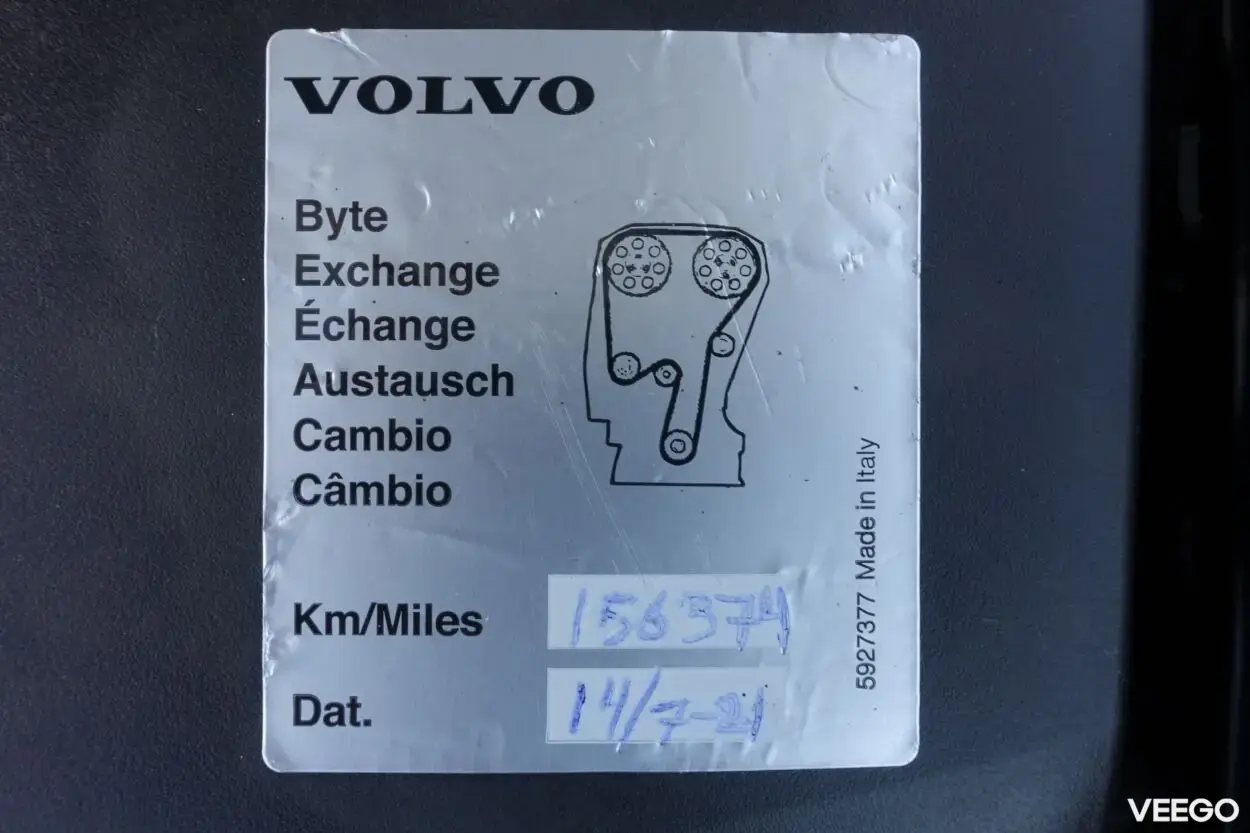 VOLVO
Byte
Exchange
Échange
Austausch
Cambio
Câmbio
Km/Miles 156374
Dat. 14/7-21
5927377 Made in Italy
VEEGO